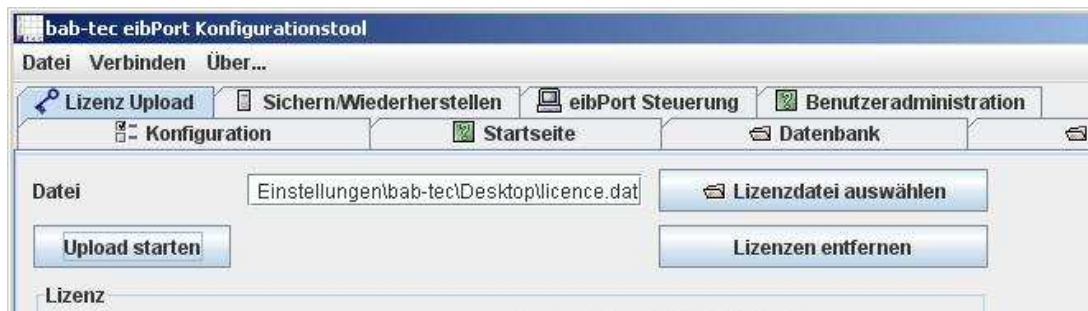 bab-tec eibPort Konfigurationstool
Datei Verbinden Über...
Lizenz Upload Sichern/Wiederherstellen eibPort Steuerung Benutzeradministration
Konfiguration Startseite Datenbank
Datei Einstellungen\bab-tec\Desktop\licence.dat Lizenzdatei auswählen
Upload starten Lizenzen entfernen
Lizenz